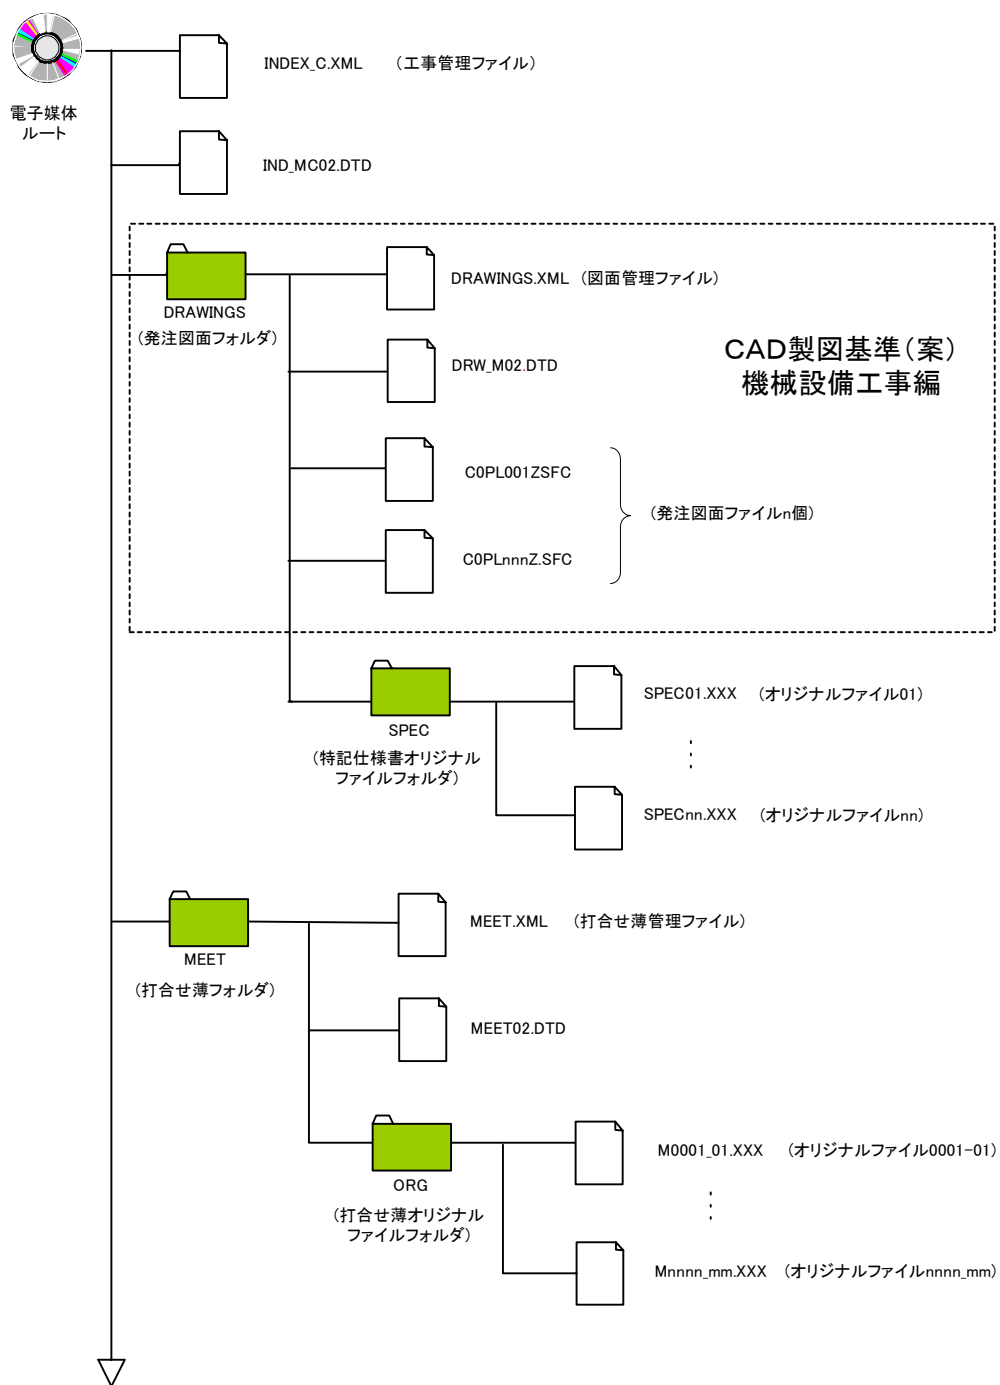 電子媒体
ルート
INDEX_C.XML （工事管理ファイル）
IND_MC02.DTD
DRAWINGS
（発注図面フォルダ）
DRAWINGS.XML （図面管理ファイル）
DRW_M02.DTD
CAD製図基準（案）
機械設備工事編
C0PL001ZSFC
（発注図面ファイルn個）
C0PLnnnZ.SFC
SPEC
（特記仕様書オリジナル
ファイルフォルダ）
SPEC01.XXX （オリジナルファイル01）
SPECnn.XXX （オリジナルファイルnn）
MEET
（打合せ薄フォルダ）
MEET.XML （打合せ薄管理ファイル）
MEET02.DTD
ORG
（打合せ薄オリジナル
ファイルフォルダ）
M0001_01.XXX （オリジナルファイル0001-01）
Mnnnn_mm.XXX （オリジナルファイルnnnn_mm）